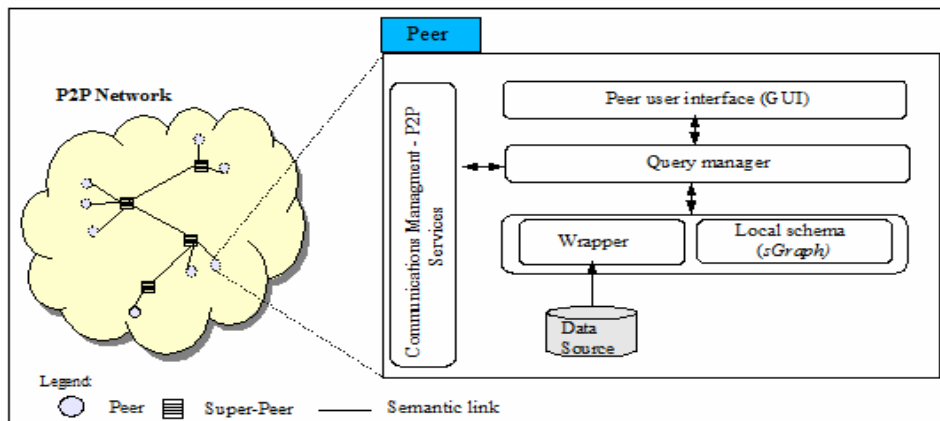 Peer
P2P Network
Communications Managment - P2P
Services
Peer user interface (GUI)
Query manager
Wrapper
Local schema
(sGraph)
Data
Source
Legend:
Peer
Super-Peer
Semantic link